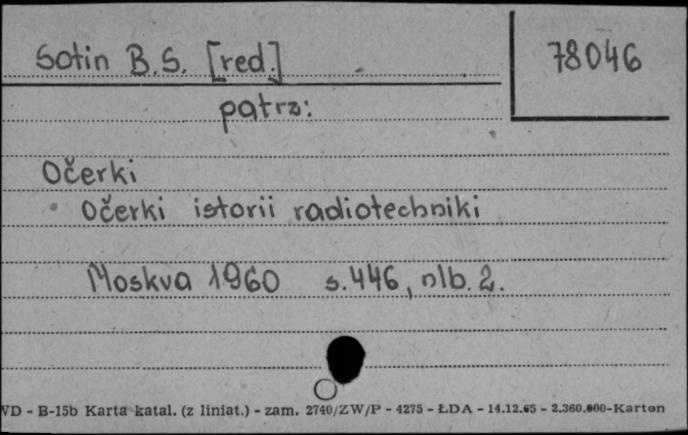 Sotin B.S. [red.]
78046
patrz:
Očerki
Očerki istorii radiotechniki
Moskva 1960 s. 446, nlb. 2.
VD - B-15b Karta katal. (z liniat.) - zam. 2740/ZW/P - 4275 - ŁDA - 14.12.65 - 2.360.000-Karton